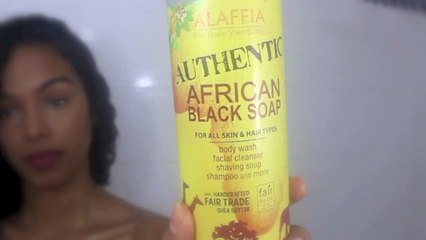 ALAFFIA
AUTHENTIC
AFRICAN
BLACK SOAP
FOR ALL SKIN & HAIR TYPES
body wash
facial cleanser
shaving soap
shampoo and more
HANDCRAFTED
FAIR TRADE
SHEA BUTTER
fair